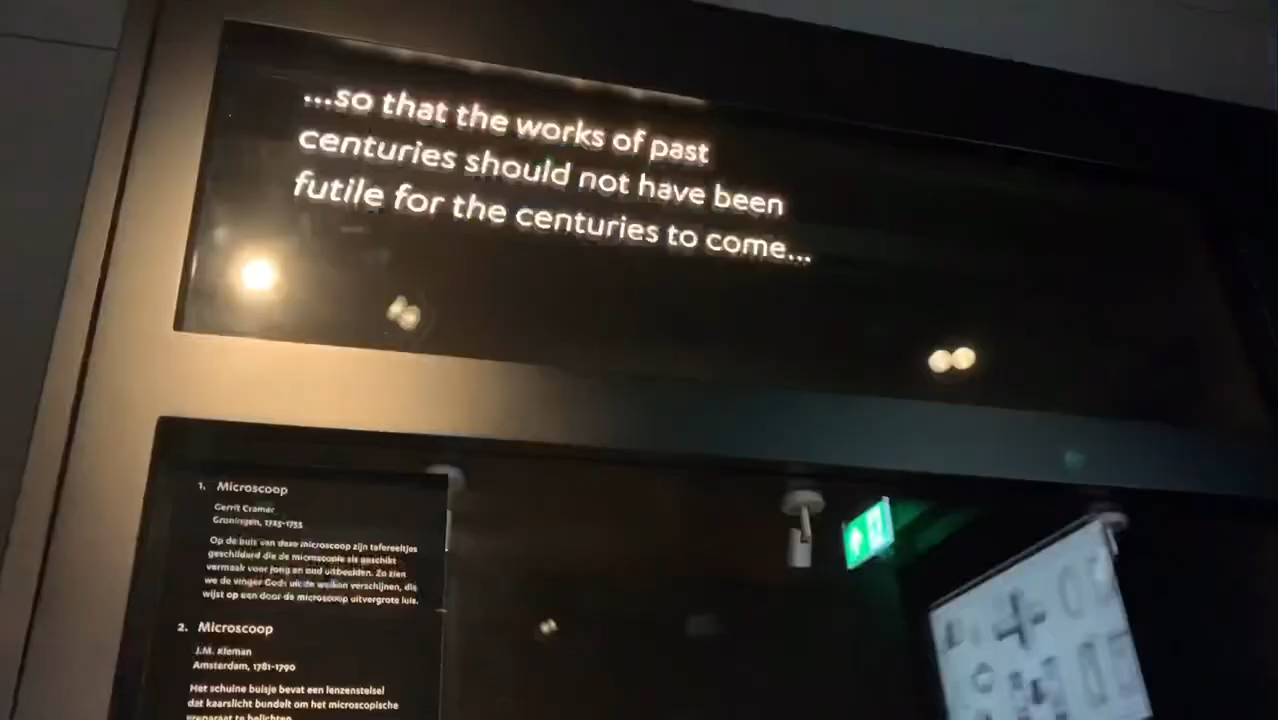 ...so that the works of past
centuries should not have been
futile for the centuries to come...
1. Microscoop
Gerrit Cramer
Groningen, 1725-1755
Op de buis van deze microscoop zijn tafereeltjes
geschilderd die de microscopie als geschikt
vermaak voor jong en oud uitbeelden. Zo zien
we de vinger Gods uit de wolken verschijnen, die
wijst op een door de microscoop uitvergrote luis.
2. Microscoop
J.M. Kleman
Amsterdam, 1781-1790
Het schuine buisje bevat een lenzenstelsel
dat kaarslicht bundelt om het microscopische
preparaat te belichten